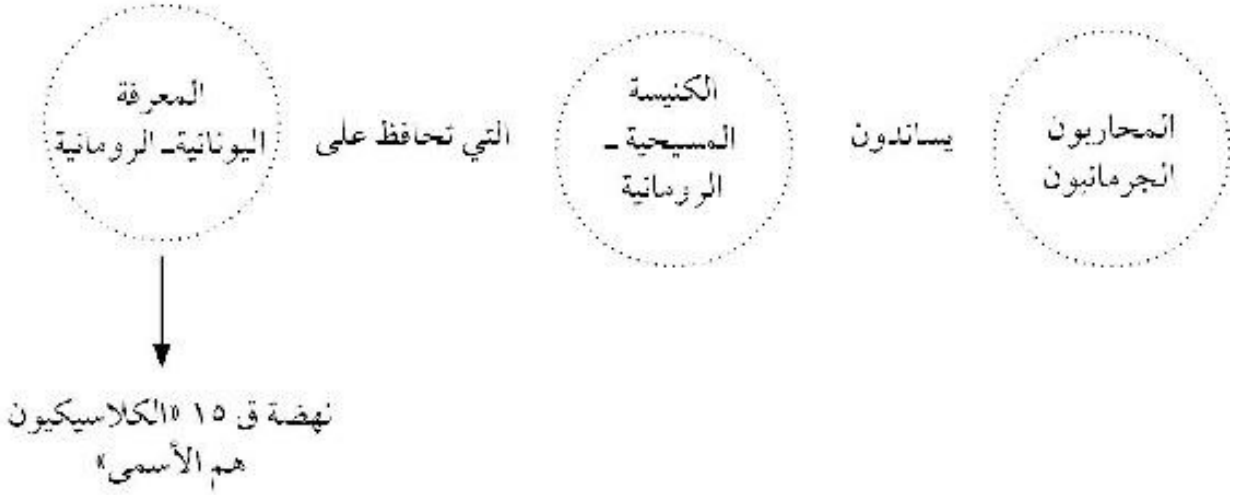 المحاربون
الجرمانيون
يساندون
الكنيسة
المسيحية ـ
الرومانية
التي تحافظ على
المعرفة
اليونانية ـ الرومانية
نهضة ق ١٥ «الكلاسيكيون
هم الأسمى»